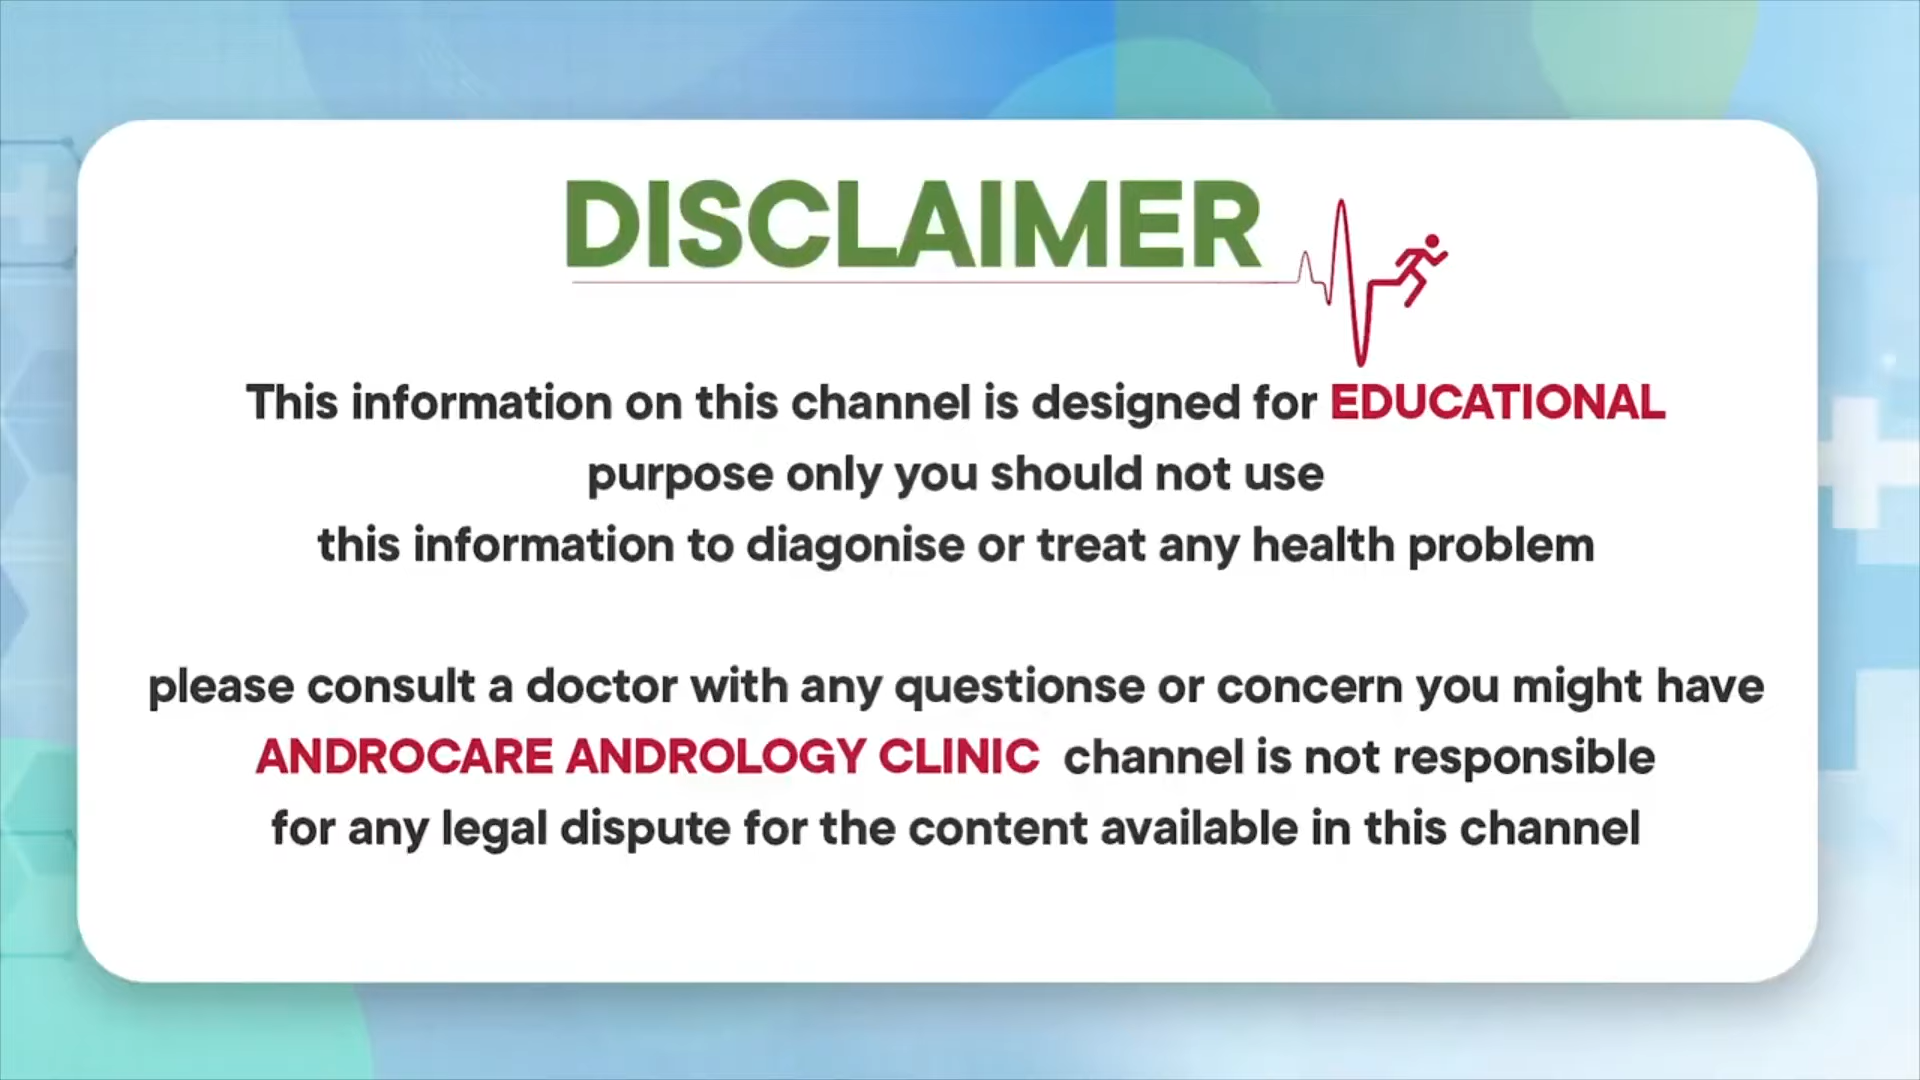 DISCLAIMER
This information on this channel is designed for EDUCATIONAL
purpose only you should not use
this information to diagonise or treat any health problem
please consult a doctor with any questionse or concern you might have
ANDROCARE ANDROLOGY CLINIC channel is not responsible
for any legal dispute for the content available in this channel